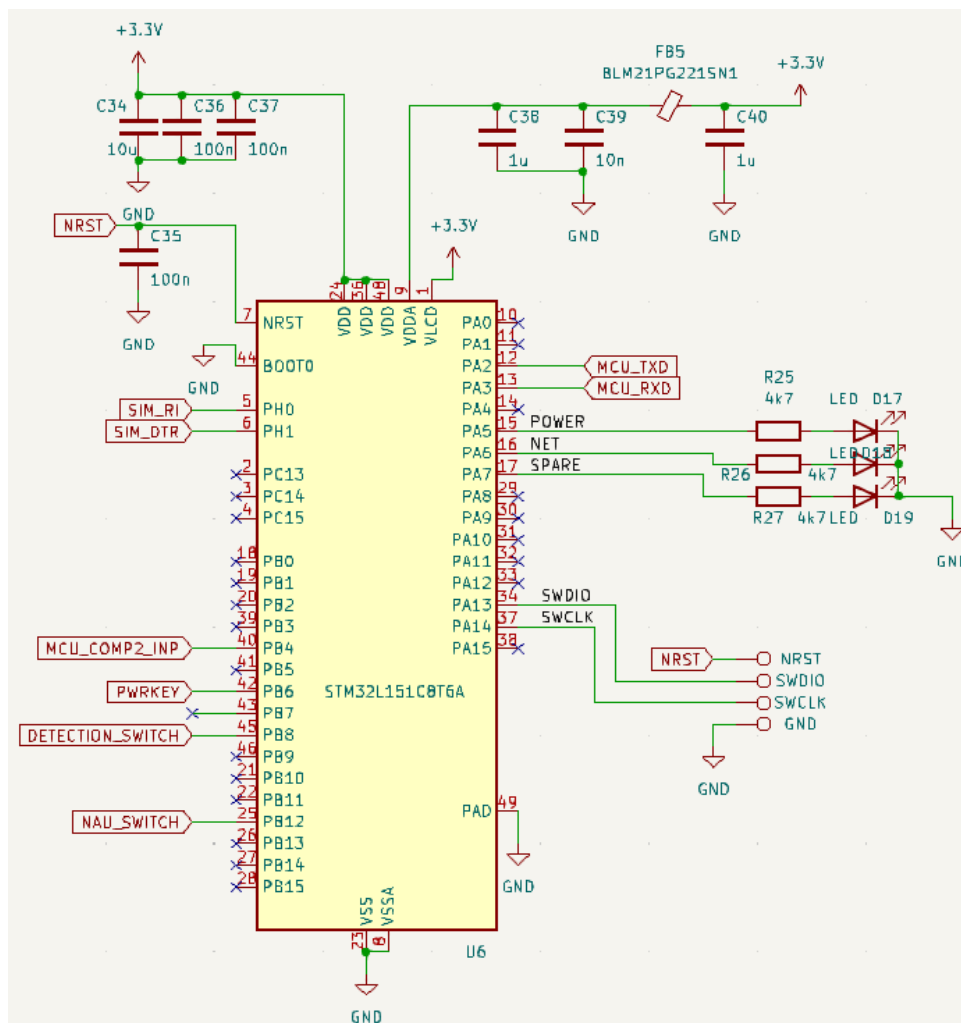 +3.3V
FB5
BLM21PG221SN1
+3.3V
C34
C36
C37
10u
100n
100n
C38
C39
C40
1u
10n
1u
GND
NRST
C35
100n
GND
GND
GND
+3.3V
24
36
48
9
1
VDD
VDD
VDD
VDDA
VLCD
7
NRST
44
BOOT0
GND
SIM_RI
5
PH0
SIM_DTR
6
PH1
2
PC13
3
PC14
4
PC15
18
PB0
19
PB1
20
PB2
39
PB3
MCU_COMP2_INP
40
PB4
41
PB5
PWRKEY
42
PB6
43
PB7
DETECTION_SWITCH
45
PB8
46
PB9
21
PB10
22
PB11
NAU_SWITCH
25
PB12
26
PB13
27
PB14
28
PB15
STM32L151C8T6A
PA0
10
PA1
11
PA2
12
MCU_TXD
PA3
13
MCU_RXD
PA4
14
PA5
15
POWER
PA6
16
NET
PA7
17
SPARE
PA8
29
PA9
30
PA10
31
PA11
32
PA12
33
PA13
34
SWDIO
PA14
37
SWCLK
PA15
38
R25
4k7
LED D17
R26
4k7
LED D18
R27 4k7
LED D19
GND
NRST
NRST
SWDIO
SWCLK
GND
GND
PAD
49
GND
VSS
VSSA
23
8
U6
GND